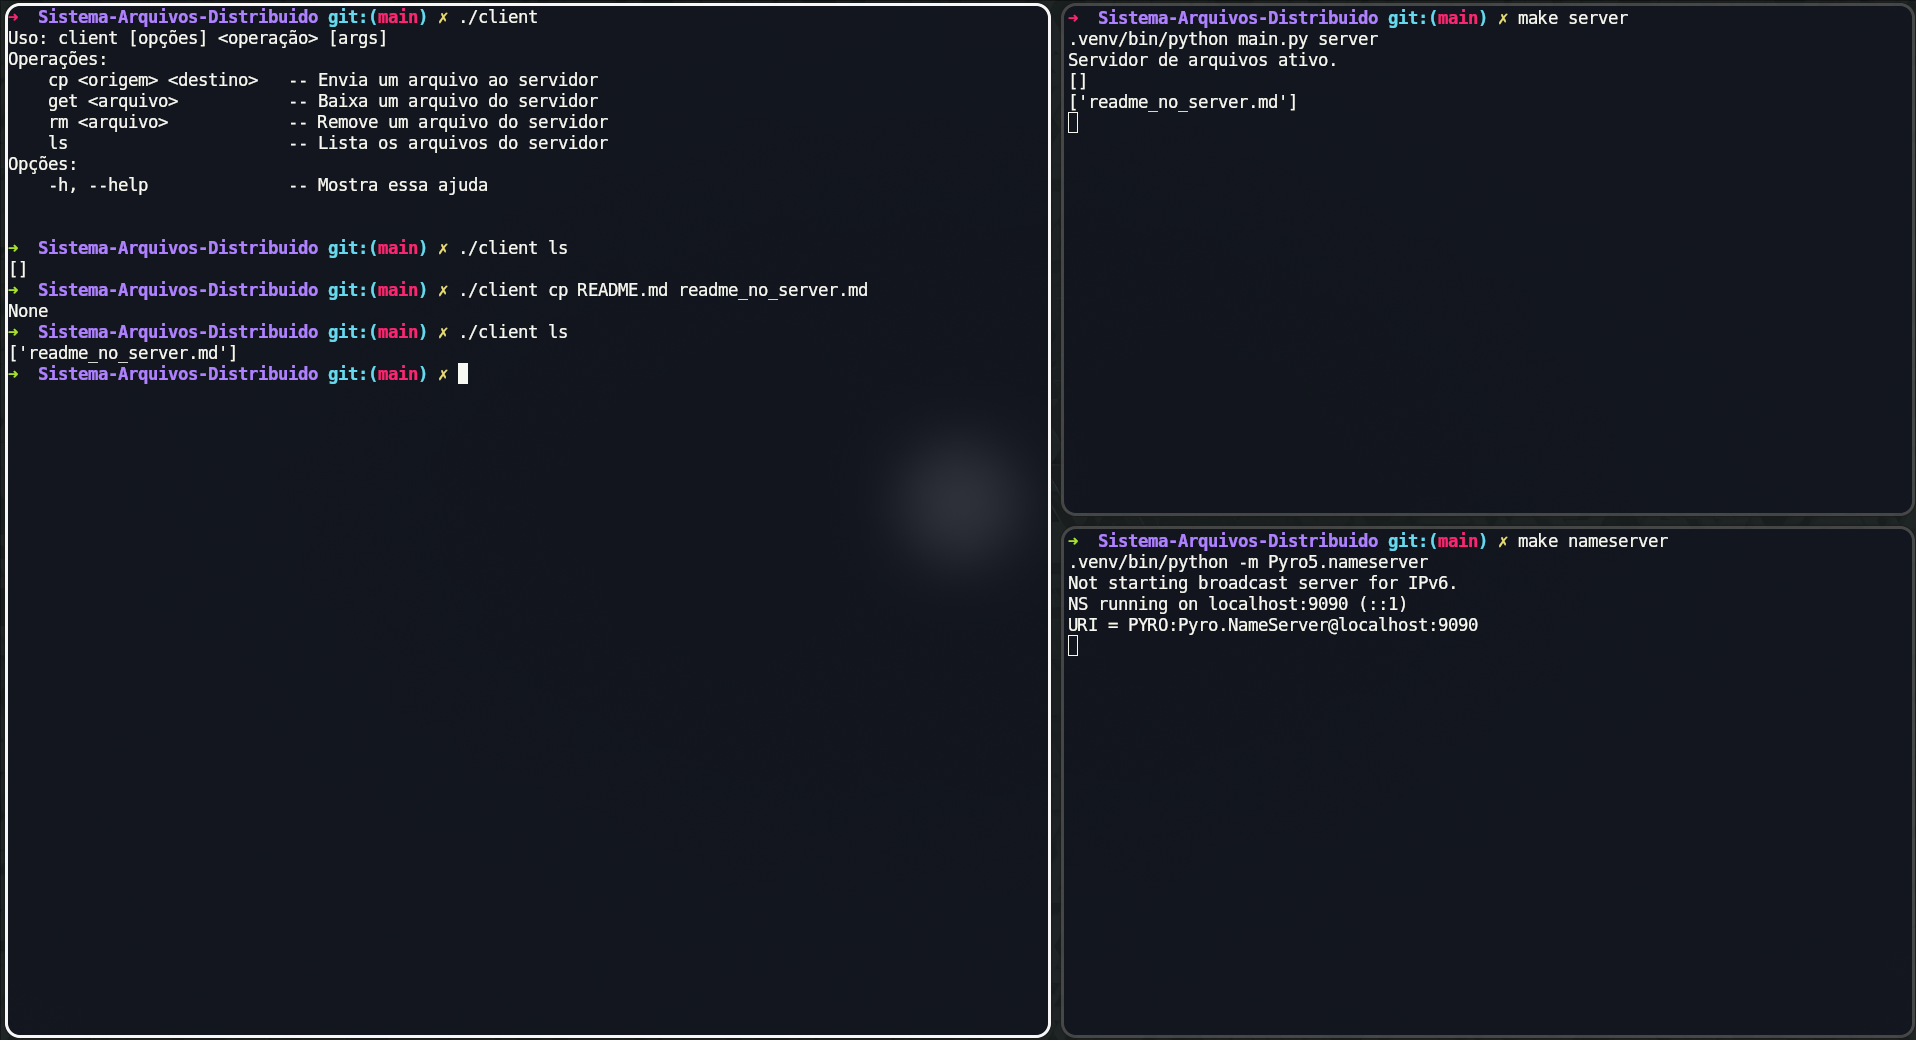 ➜  Sistema-Arquivos-Distribuido git:(main) ✗ ./client
Uso: client [opções] <operação> [args]
Operações:
    cp <origem> <destino>   -- Envia um arquivo ao servidor
    get <arquivo>           -- Baixa um arquivo do servidor
    rm <arquivo>            -- Remove um arquivo do servidor
    ls                      -- Lista os arquivos do servidor
Opções:
    -h, --help              -- Mostra essa ajuda
➜  Sistema-Arquivos-Distribuido git:(main) ✗ ./client ls
[]
➜  Sistema-Arquivos-Distribuido git:(main) ✗ ./client cp README.md readme_no_server.md
None
➜  Sistema-Arquivos-Distribuido git:(main) ✗ ./client ls
['readme_no_server.md']
➜  Sistema-Arquivos-Distribuido git:(main) ✗
➜  Sistema-Arquivos-Distribuido git:(main) ✗ make server
.venv/bin/python main.py server
Servidor de arquivos ativo.
[]
['readme_no_server.md']
➜  Sistema-Arquivos-Distribuido git:(main) ✗ make nameserver
.venv/bin/python -m Pyro5.nameserver
Not starting broadcast server for IPv6.
NS running on localhost:9090 (::1)
URI = PYRO:Pyro.NameServer@localhost:9090